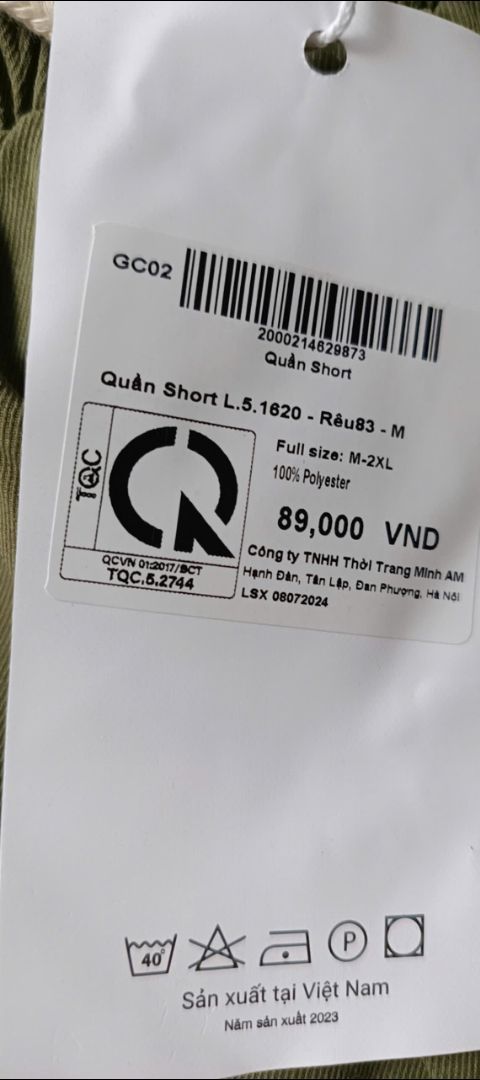 GC02
2000214629873
Quần Short
Quần Short L.5.1620 - Rêu83 - M
TQC
Full size: M-2XL
100% Polyester
89,000 VND
QCVN 01:2017/BCT
TQC.5.2744
Công ty TNHH Thời Trang Minh AM
Hạnh Đàn, Tân Lập, Đan Phượng, Hà Nội
LSX 08072024
40°
P
Sản xuất tại Việt Nam
Năm sản xuất 2023